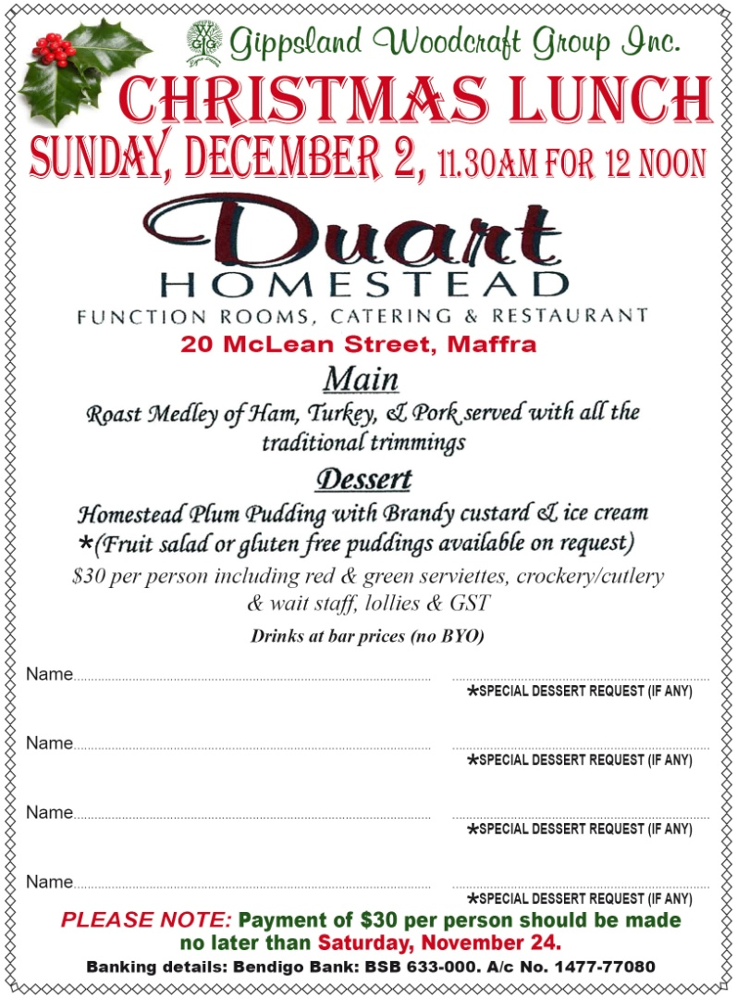 Gippsland Woodcraft Group Inc.
CHRISTMAS LUNCH
SUNDAY, DECEMBER 2, 11.30AM FOR 12 NOON
Duart
HOMESTEAD
FUNCTION ROOMS, CATERING & RESTAURANT
20 McLean Street, Maffra
Main
Roast Medley of Ham, Turkey, & Pork served with all the
traditional trimmings
Dessert
Homestead Plum Pudding with Brandy custard & ice cream
*(Fruit salad or gluten free puddings available on request)
$30 per person including red & green serviettes, crockery/cutlery
& wait staff, lollies & GST
Drinks at bar prices (no BYO)
Name
*SPECIAL DESSERT REQUEST (IF ANY)
Name
*SPECIAL DESSERT REQUEST (IF ANY)
Name
*SPECIAL DESSERT REQUEST (IF ANY)
Name
*SPECIAL DESSERT REQUEST (IF ANY)
PLEASE NOTE: Payment of $30 per person should be made
no later than Saturday, November 24.
Banking details: Bendigo Bank: BSB 633-000. A/c No. 1477-77080